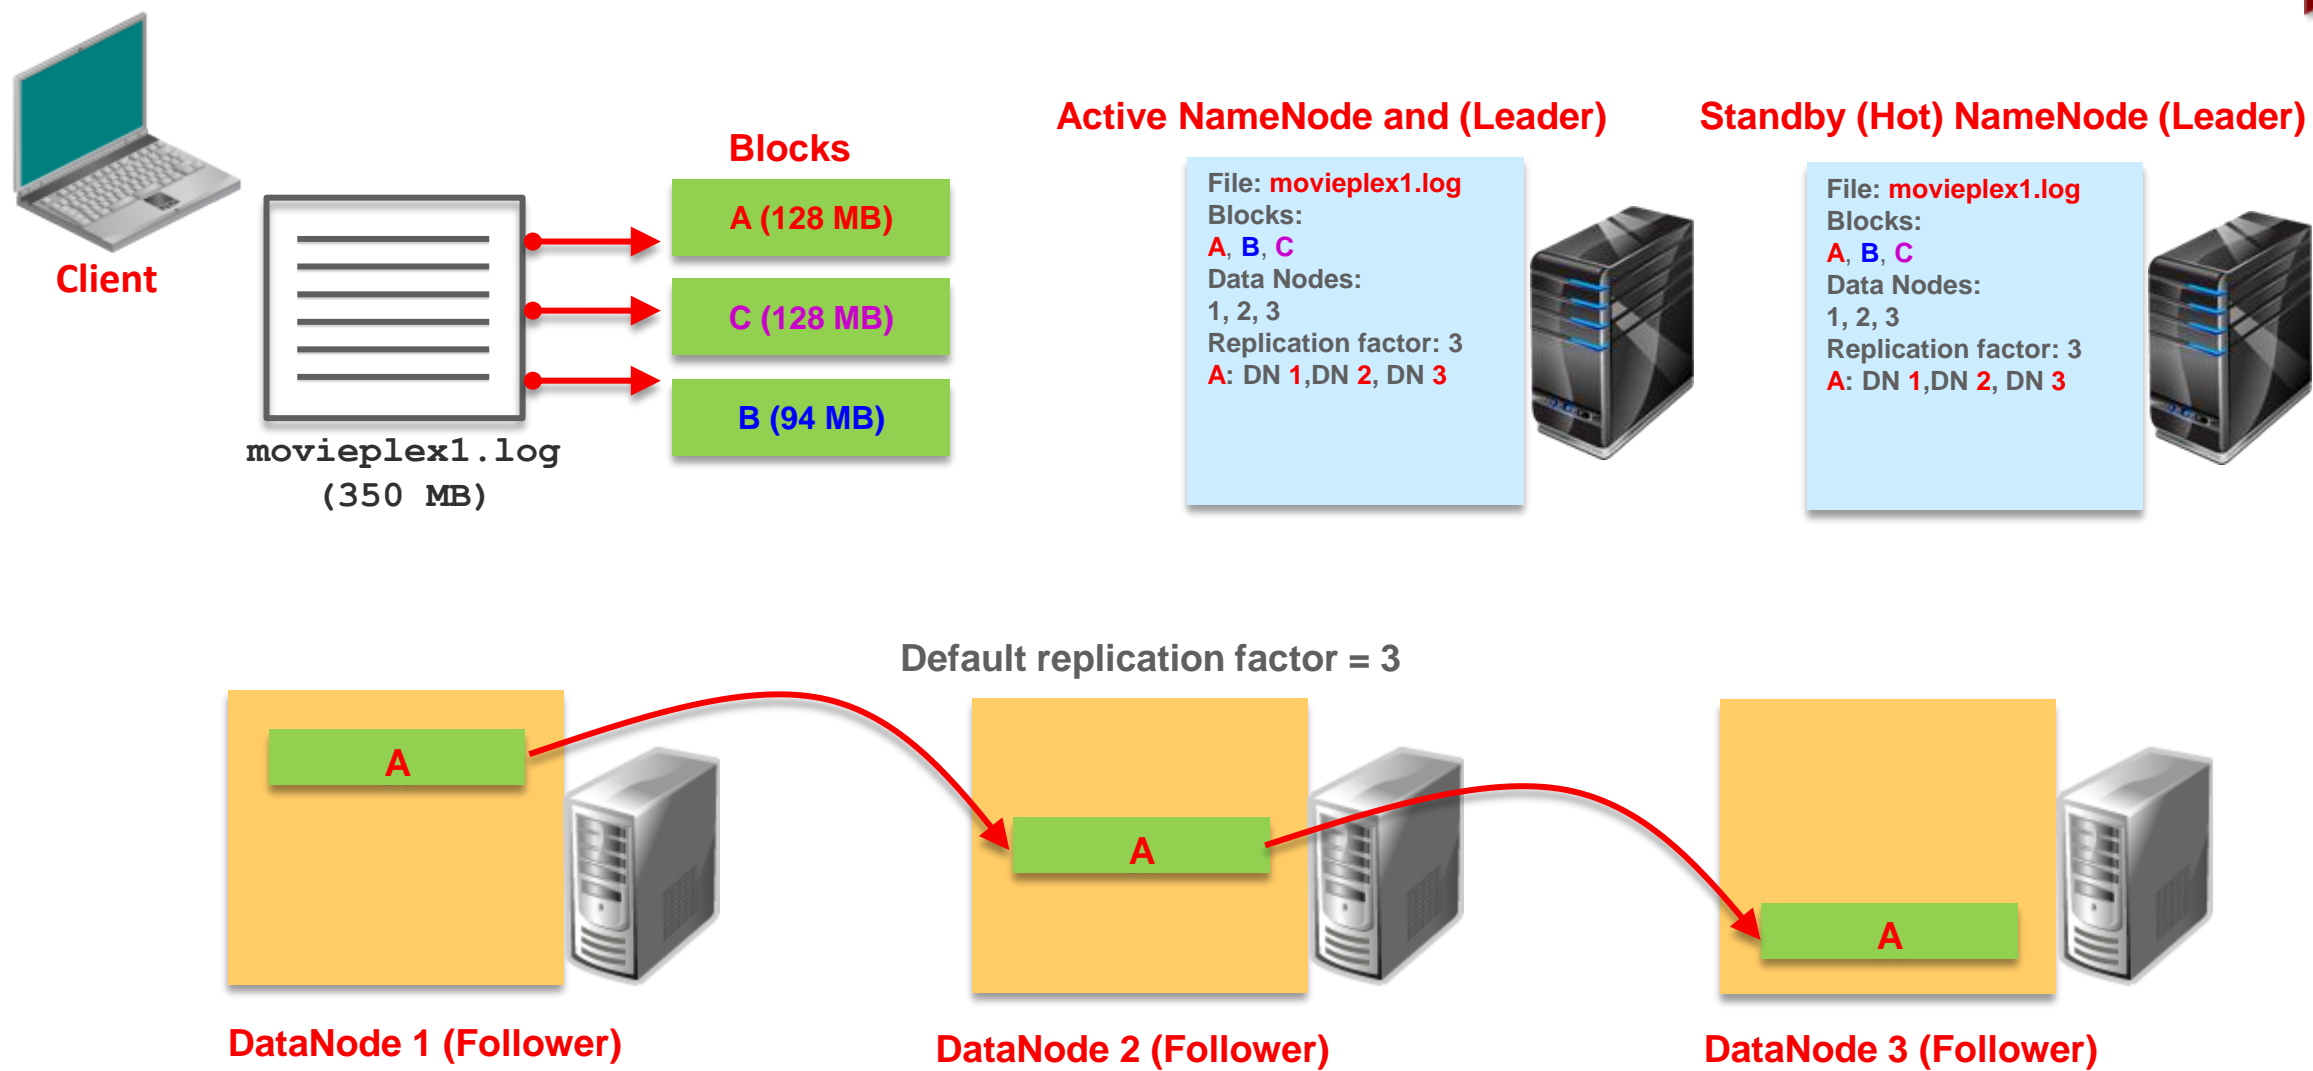 Client
movieplex1.log
(350 MB)
Blocks
A (128 MB)
C (128 MB)
B (94 MB)
Active NameNode and (Leader)
File: movieplex1.log
Blocks:
A, B, C
Data Nodes:
1, 2, 3
Replication factor: 3
A: DN 1,DN 2, DN 3
Standby (Hot) NameNode (Leader)
File: movieplex1.log
Blocks:
A, B, C
Data Nodes:
1, 2, 3
Replication factor: 3
A: DN 1,DN 2, DN 3
Default replication factor = 3
A
A
A
DataNode 1 (Follower)
DataNode 2 (Follower)
DataNode 3 (Follower)